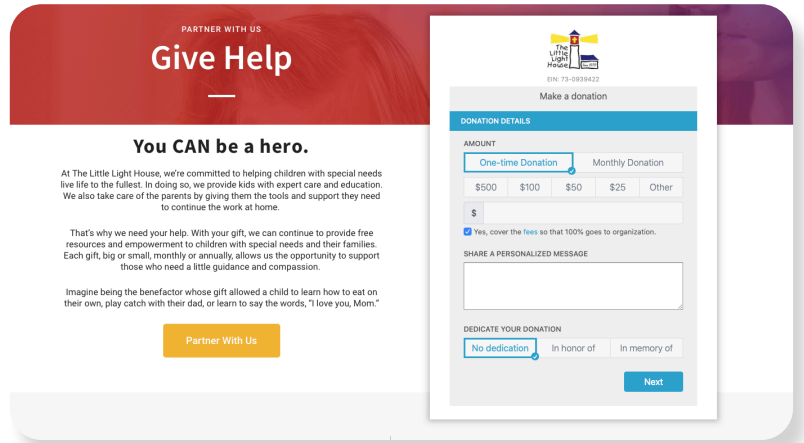 PARTNER WITH US
Give Help
You CAN be a hero.
At The Little Light House, we're committed to helping children with special needs
live life to the fullest. In doing so, we provide kids with expert care and education.
We also take care of the parents by giving them the tools and support they need
to continue the work at home.
That's why we need your help. With your gift, we can continue to provide free
resources and empowerment to children with special needs and their families.
Each gift, big or small, monthly or annually, allows us the opportunity to support
those who need a little guidance and compassion.
Imagine being the benefactor whose gift allowed a child to learn how to eat on
their own, play catch with their dad, or learn to say the words, "I love you, Mom."
Partner With Us
The
Little
Light
House
EIN: 73-0939422
Make a donation
DONATION DETAILS
AMOUNT
One-time Donation Monthly Donation
$500 $100 $50 $25 Other
$
Yes, cover the fees so that 100% goes to organization.
SHARE A PERSONALIZED MESSAGE
DEDICATE YOUR DONATION
No dedication In honor of In memory of
Next